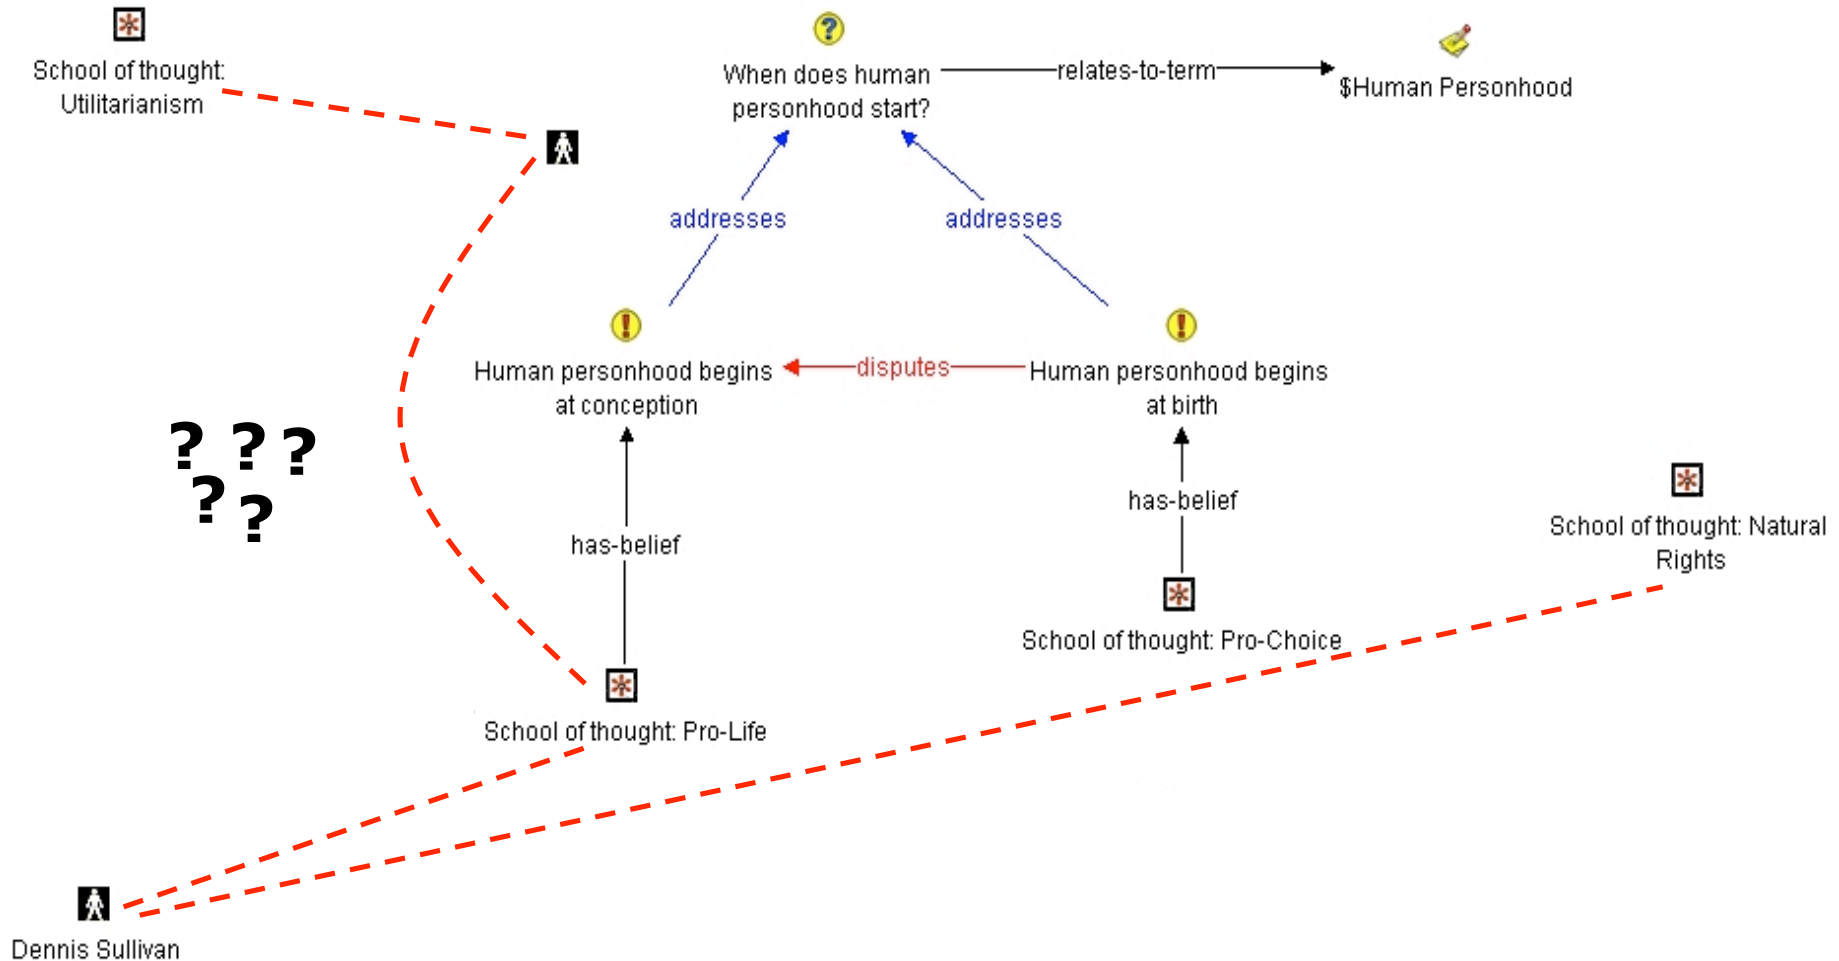 School of thought:
Utilitarianism
?
When does human
personhood start?
relates-to-term
$Human Personhood
addresses
addresses
!
!
Human personhood begins
at conception
disputes
Human personhood begins
at birth
? ? ?
? ?
has-belief
has-belief
School of thought: Natural
Rights
School of thought: Pro-Choice
School of thought: Pro-Life
Dennis Sullivan